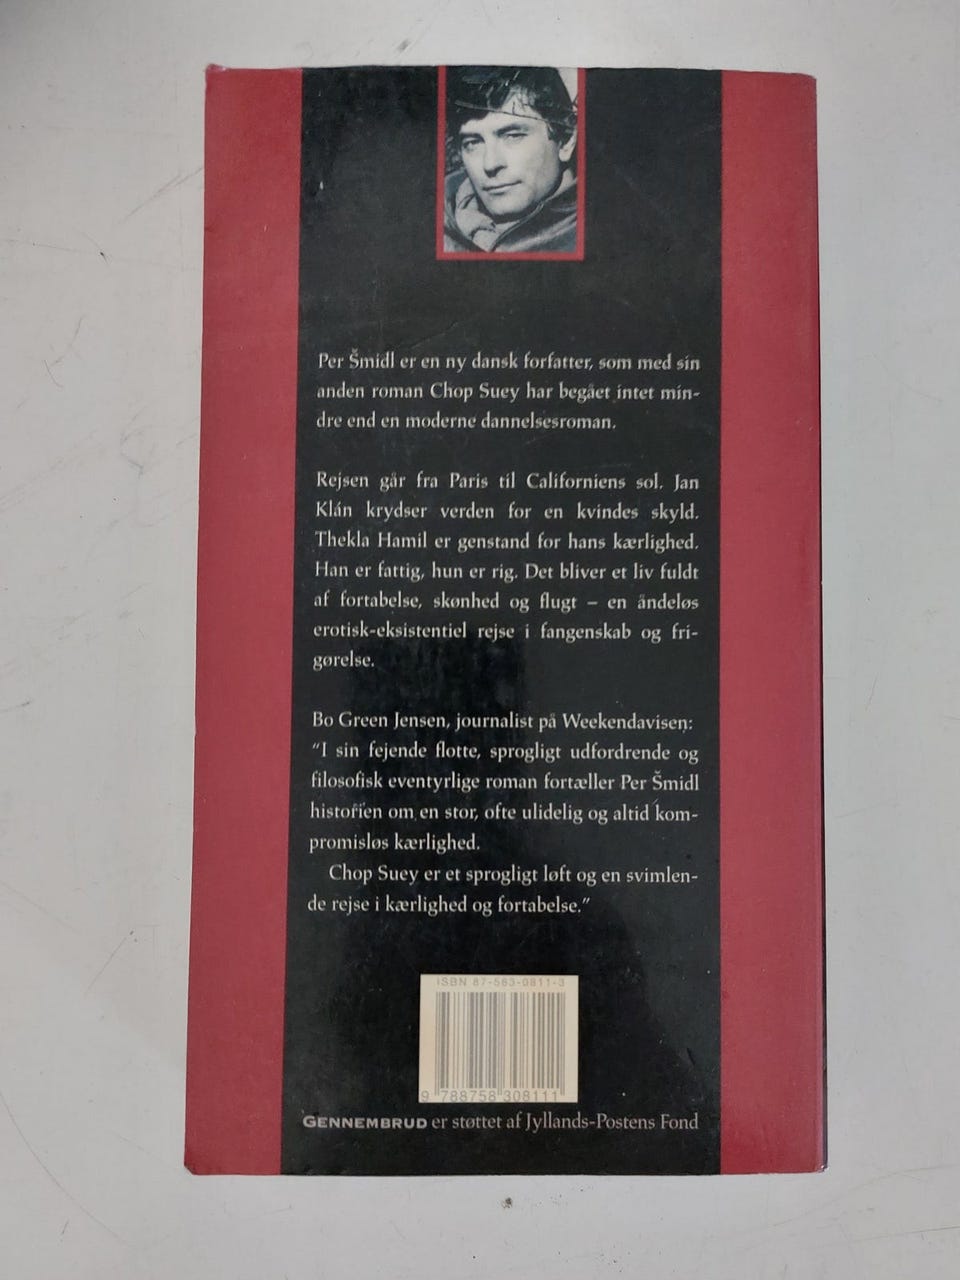 Per Šmidl er en ny dansk forfatter, som med sin
anden roman Chop Suey har begået intet min-
dre end en moderne dannelsesroman.
Rejsen går fra Paris til Californiens sol. Jan
Klán krydser verden for en kvindes skyld.
Thekla Hamil er genstand for hans kærlighed.
Han er fattig, hun er rig. Det bliver et liv fuldt
af fortabelse, skønhed og flugt – en åndeløs
erotisk-eksistentiel rejse i fangenskab og fri-
gørelse.
Bo Green Jensen, journalist på Weekendavisen:
“I sin fejende flotte, sprogligt udfordrende og
filosofisk eventyrlige roman fortæller Per Šmidl
historien om en stor, ofte ulidelig og altid kom-
promisløs kærlighed.
Chop Suey er et sprogligt løft og en svimlen-
de rejse i kærlighed og fortabelse.”
ISBN 87-583-0811-3
9 788758 308111
GENNEMBRUD er støttet af Jyllands-Postens Fond